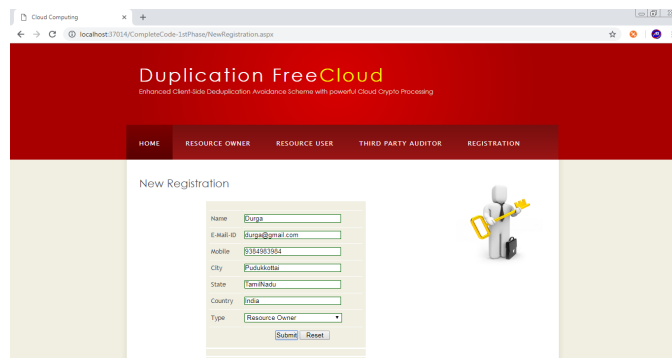 Cloud Computing
localhost:37014/CompleteCode-1stPhase/NewRegistration.aspx
Duplication FreeCloud
Enhanced Client-Side Deduplication Avoidance Scheme with powerful Cloud Crypto Processing
HOME RESOURCE OWNER RESOURCE USER THIRD PARTY AUDITOR REGISTRATION
New Registration
Name Durga
E-Mail-ID durga@gmail.com
Moblie 9384983984
City Pudukkottai
State TamilNadu
Country India
Type Resource Owner
Submit Reset